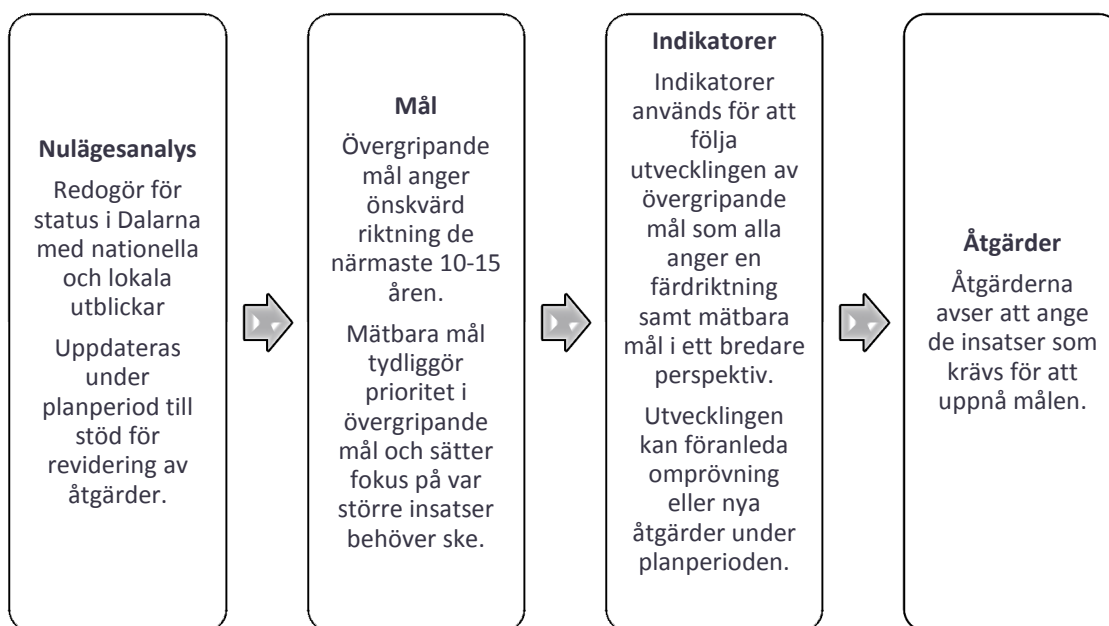 Nulägesanalys
Redogör för
status i Dalarna
med nationella
och lokala
utblickar
Uppdateras
under
planperiod till
stöd för
revidering av
åtgärder.
Mål
Övergripande
mål anger
önskvärd
riktning de
närmaste 10-15
åren.
Mätbara mål
tydliggör
prioritet i
övergripande
mål och sätter
fokus på var
större insatser
behöver ske.
Indikatorer
Indikatorer
används för att
följa
utvecklingen av
övergripande
mål som alla
anger en
färdriktning
samt mätbara
mål i ett bredare
perspektiv.
Utvecklingen
kan föranleda
omprövning
eller nya
åtgärder under
planperioden.
Åtgärder
Åtgärderna
avser att ange
de insatser som
krävs för att
uppnå målen.